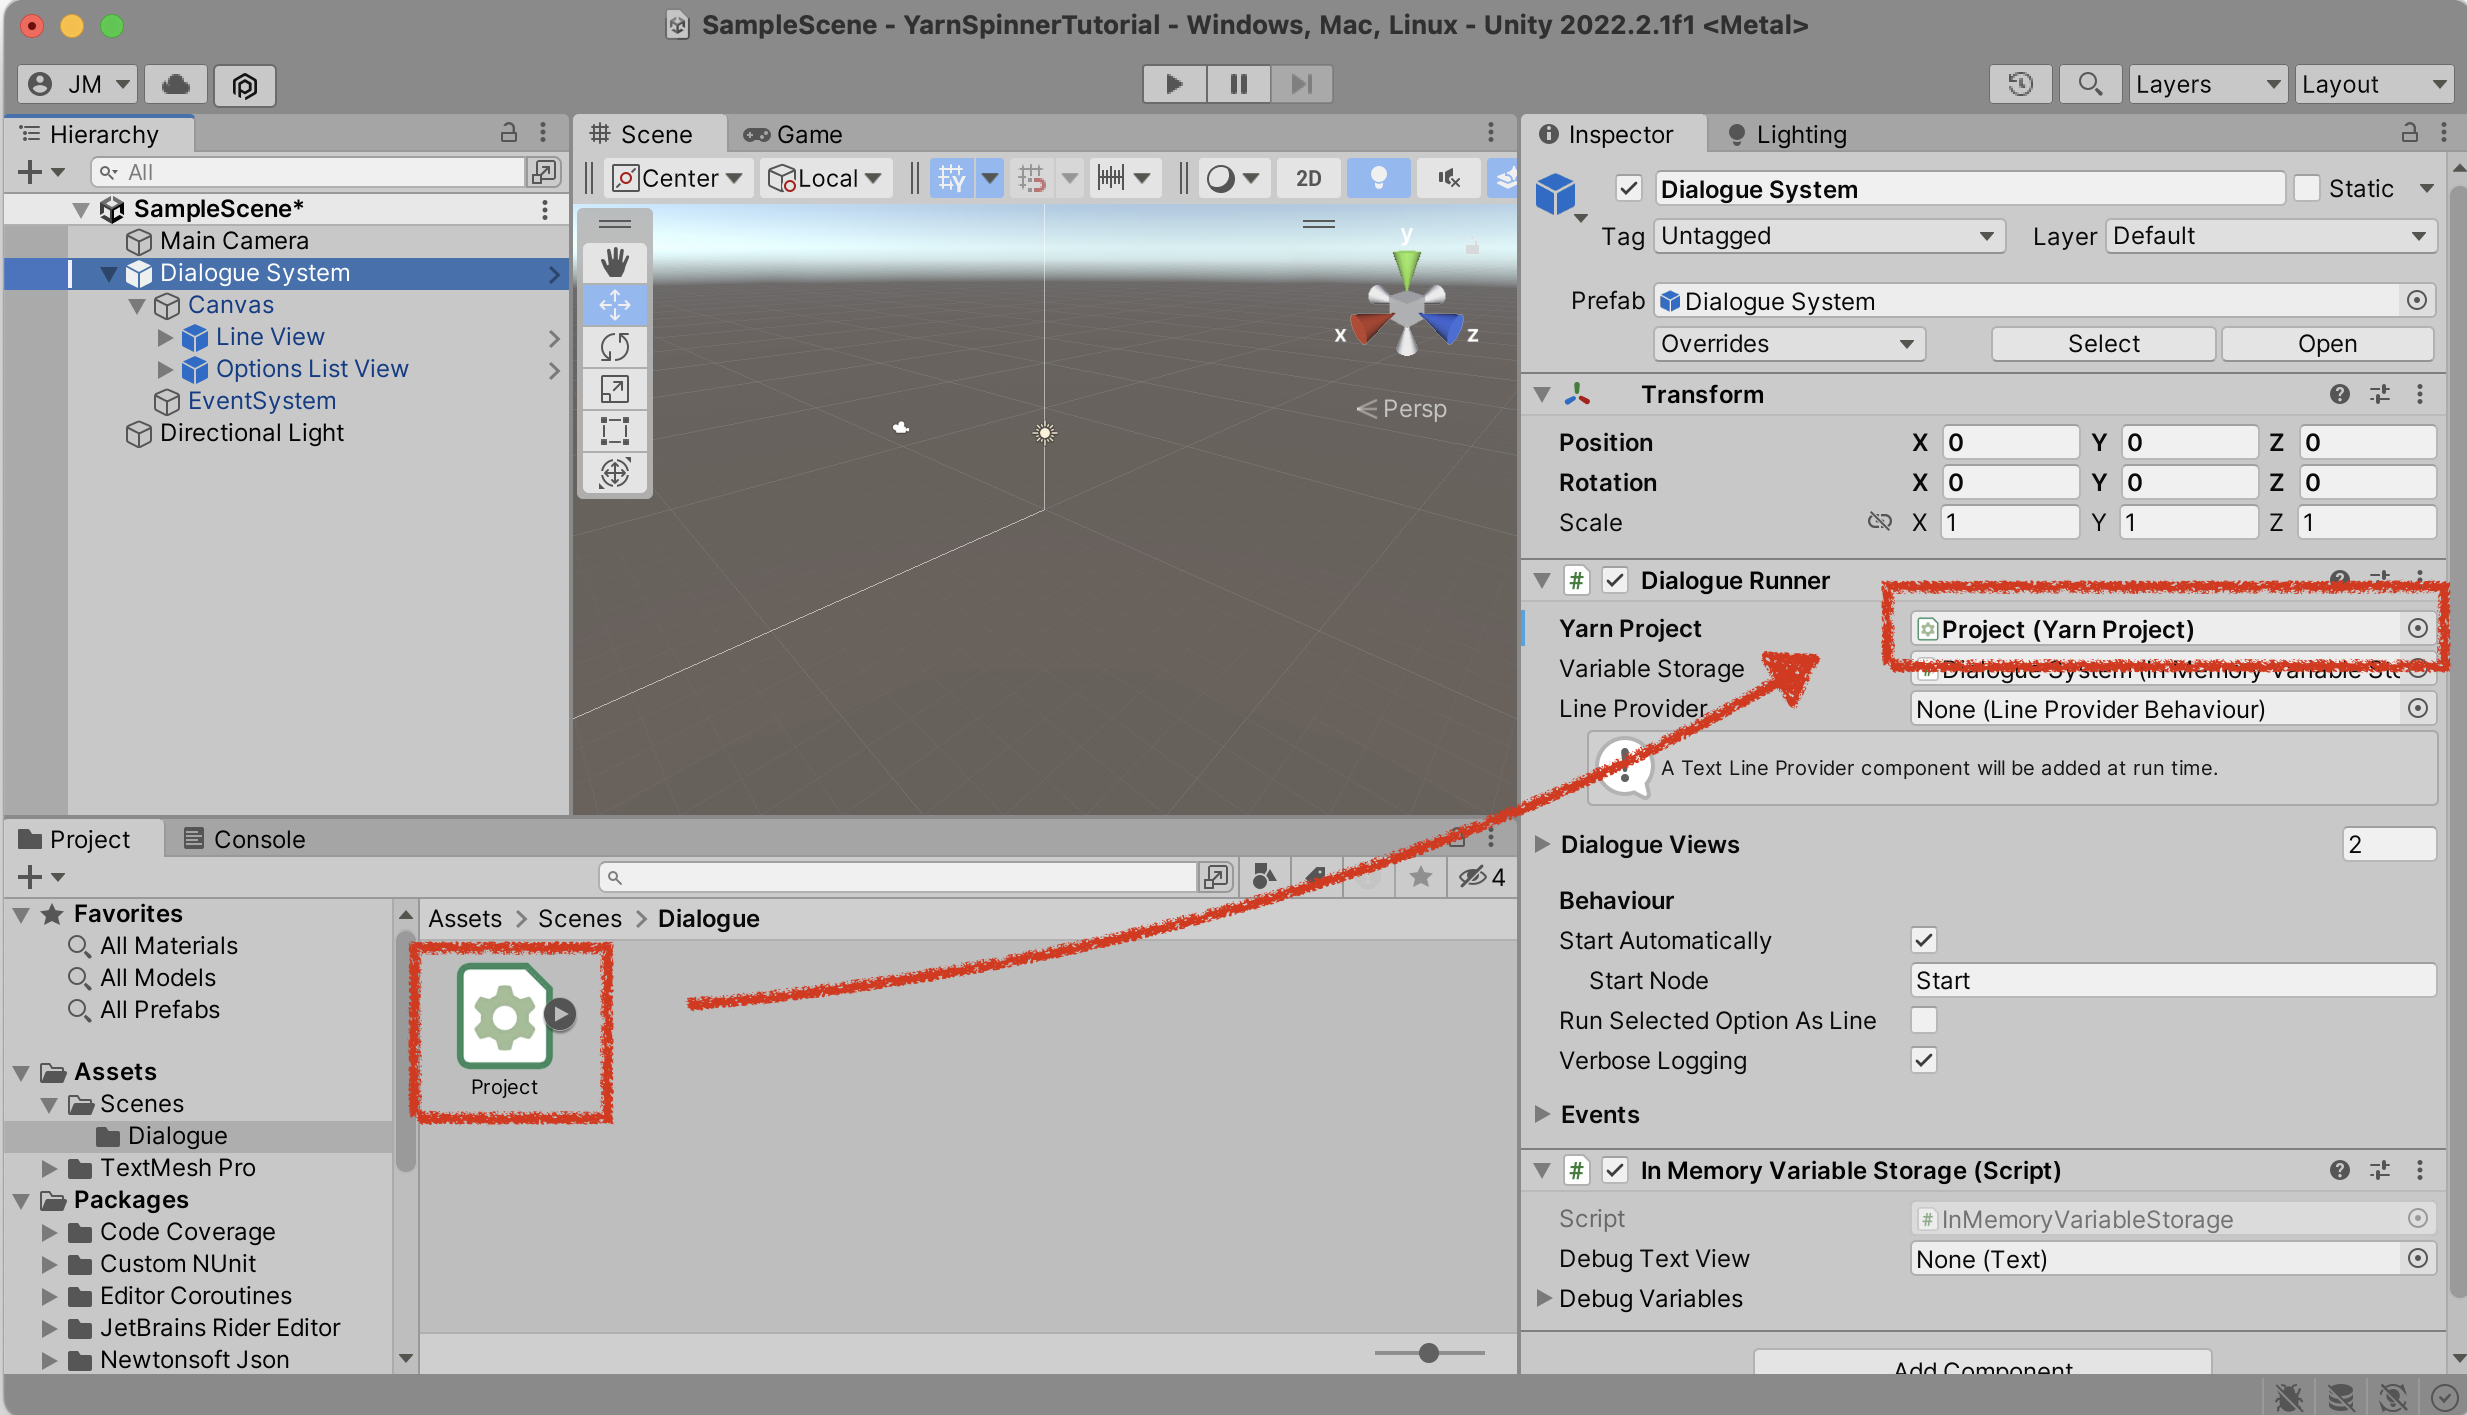 SampleScene - YarnSpinnerTutorial - Windows, Mac, Linux - Unity 2022.2.1f1 <Metal>
JM
Layers
Layout
Hierarchy
All
SampleScene*
Main Camera
Dialogue System
Canvas
Line View
Options List View
EventSystem
Directional Light
Scene
Game
Center
Local
2D
y
x
z
Persp
Inspector
Lighting
Dialogue System
Static
Tag
Untagged
Layer
Default
Prefab
Dialogue System
Overrides
Select
Open
Transform
Position X 0 Y 0 Z 0
Rotation X 0 Y 0 Z 0
Scale X 1 Y 1 Z 1
# Dialogue Runner
Yarn Project
Project (Yarn Project)
Variable Storage
Dialogue System (In Memory Variable Sto
Line Provider
None (Line Provider Behaviour)
A Text Line Provider component will be added at run time.
Dialogue Views
2
Behaviour
Start Automatically
Start Node
Start
Run Selected Option As Line
Verbose Logging
Events
# In Memory Variable Storage (Script)
Script
# InMemoryVariableStorage
Debug Text View
None (Text)
Debug Variables
Add Component
Project
Console
4
Favorites
All Materials
All Models
All Prefabs
Assets
Scenes
Dialogue
TextMesh Pro
Packages
Code Coverage
Custom NUnit
Editor Coroutines
JetBrains Rider Editor
Newtonsoft Json
Assets > Scenes > Dialogue
Project